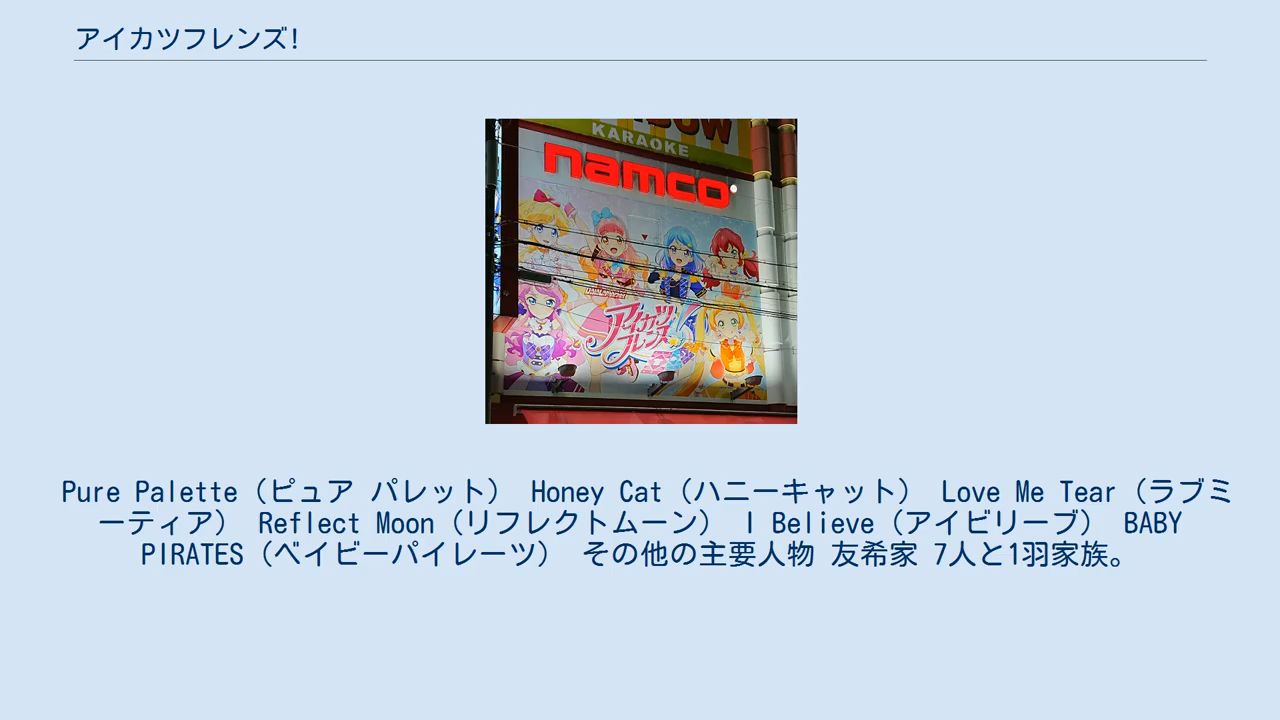 アイカツフレンズ!
KARAOKE
namco
アイカツ!
フレンズ
Pure Palette（ピュア パレット） Honey Cat（ハニーキャット） Love Me Tear（ラブミ
ーティア） Reflect Moon（リフレクトムーン） I Believe（アイビリーブ） BABY
PIRATES（ベイビーパイレーツ） その他の主要人物 友希家 7人と1羽家族。